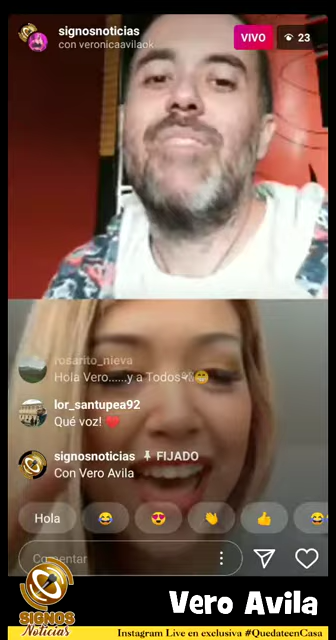 signosnoticias
con veronicaavilaok
VIVO
23
rosarito_nieva
Hola Vero......y a Todos
lor_santupea92
Qué voz! ❤️
signosnoticias FIJADO
Con Vero Avila
Hola 😂 😍 👏 👍 😂
Comentar
SIGNOS
Noticias
Vero Avila
Instagram Live en exclusiva #QuedateenCasa